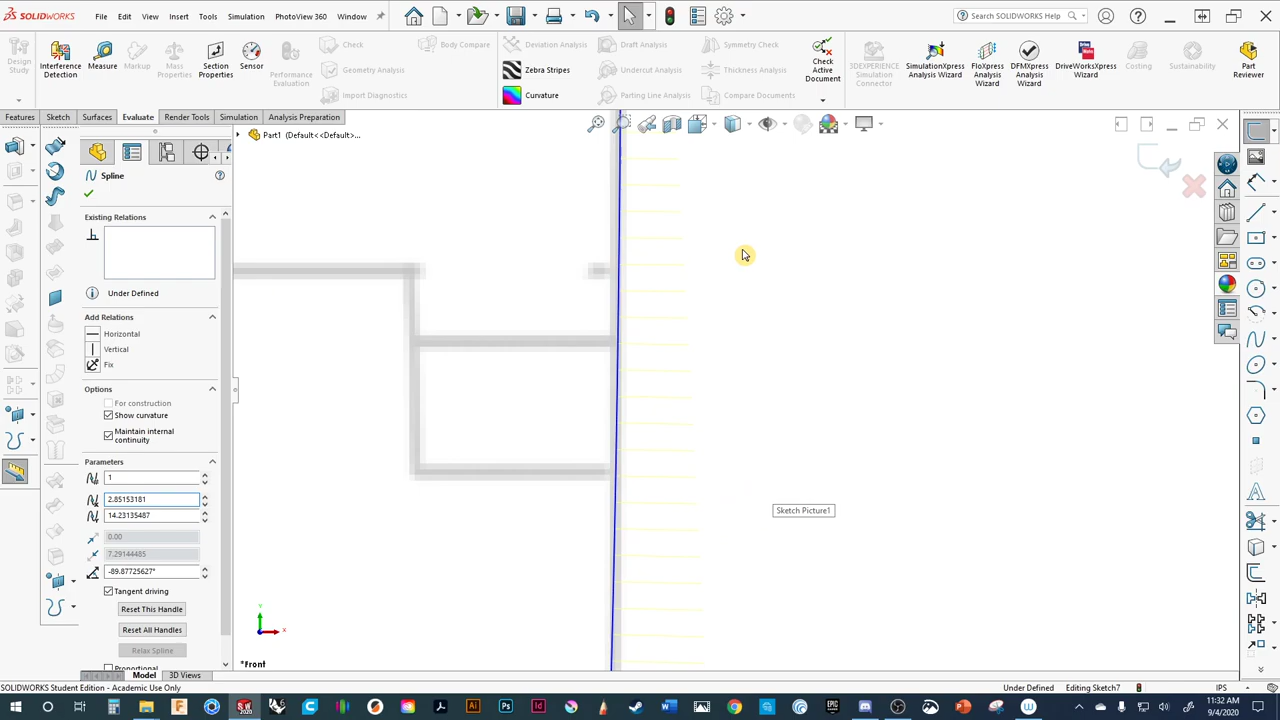 SOLIDWORKS File Edit View Insert Tools Simulation PhotoView 360 Window Search SOLIDWORKS Help
Design Study
Interference Detection
Measure
Markup
Mass Properties
Section Properties
Sensor
Performance Evaluation
Check
Geometry Analysis
Import Diagnostics
Body Compare
Zebra Stripes
Curvature
Deviation Analysis
Draft Analysis
Symmetry Check
Undercut Analysis
Thickness Analysis
Parting Line Analysis
Compare Documents
Check Active Document
3DEXPERIENCE Simulation Connector
SimulationXpress Analysis Wizard
FloXpress Analysis Wizard
DFMXpress Analysis Wizard
DriveWorksXpress Wizard
Costing
Sustainability
Part Reviewer
Features Sketch Surfaces Evaluate Render Tools Simulation Analysis Preparation
Part1 (Default<<Default>...
Spline
Existing Relations
Under Defined
Add Relations
Horizontal
Vertical
Fix
Options
For construction
Show curvature
Maintain internal
continuity
Parameters
1
2.85153181
14.23135487
0.00
7.29144485
-89.87725627°
Tangent driving
Reset This Handle
Reset All Handles
Relax Spline
Proportional
Sketch Picture1
Y
X
*Front
Model 3D Views
SOLIDWORKS Student Edition - Academic Use Only Under Defined Editing Sketch7 IPS
11:32 AM
9/4/2020